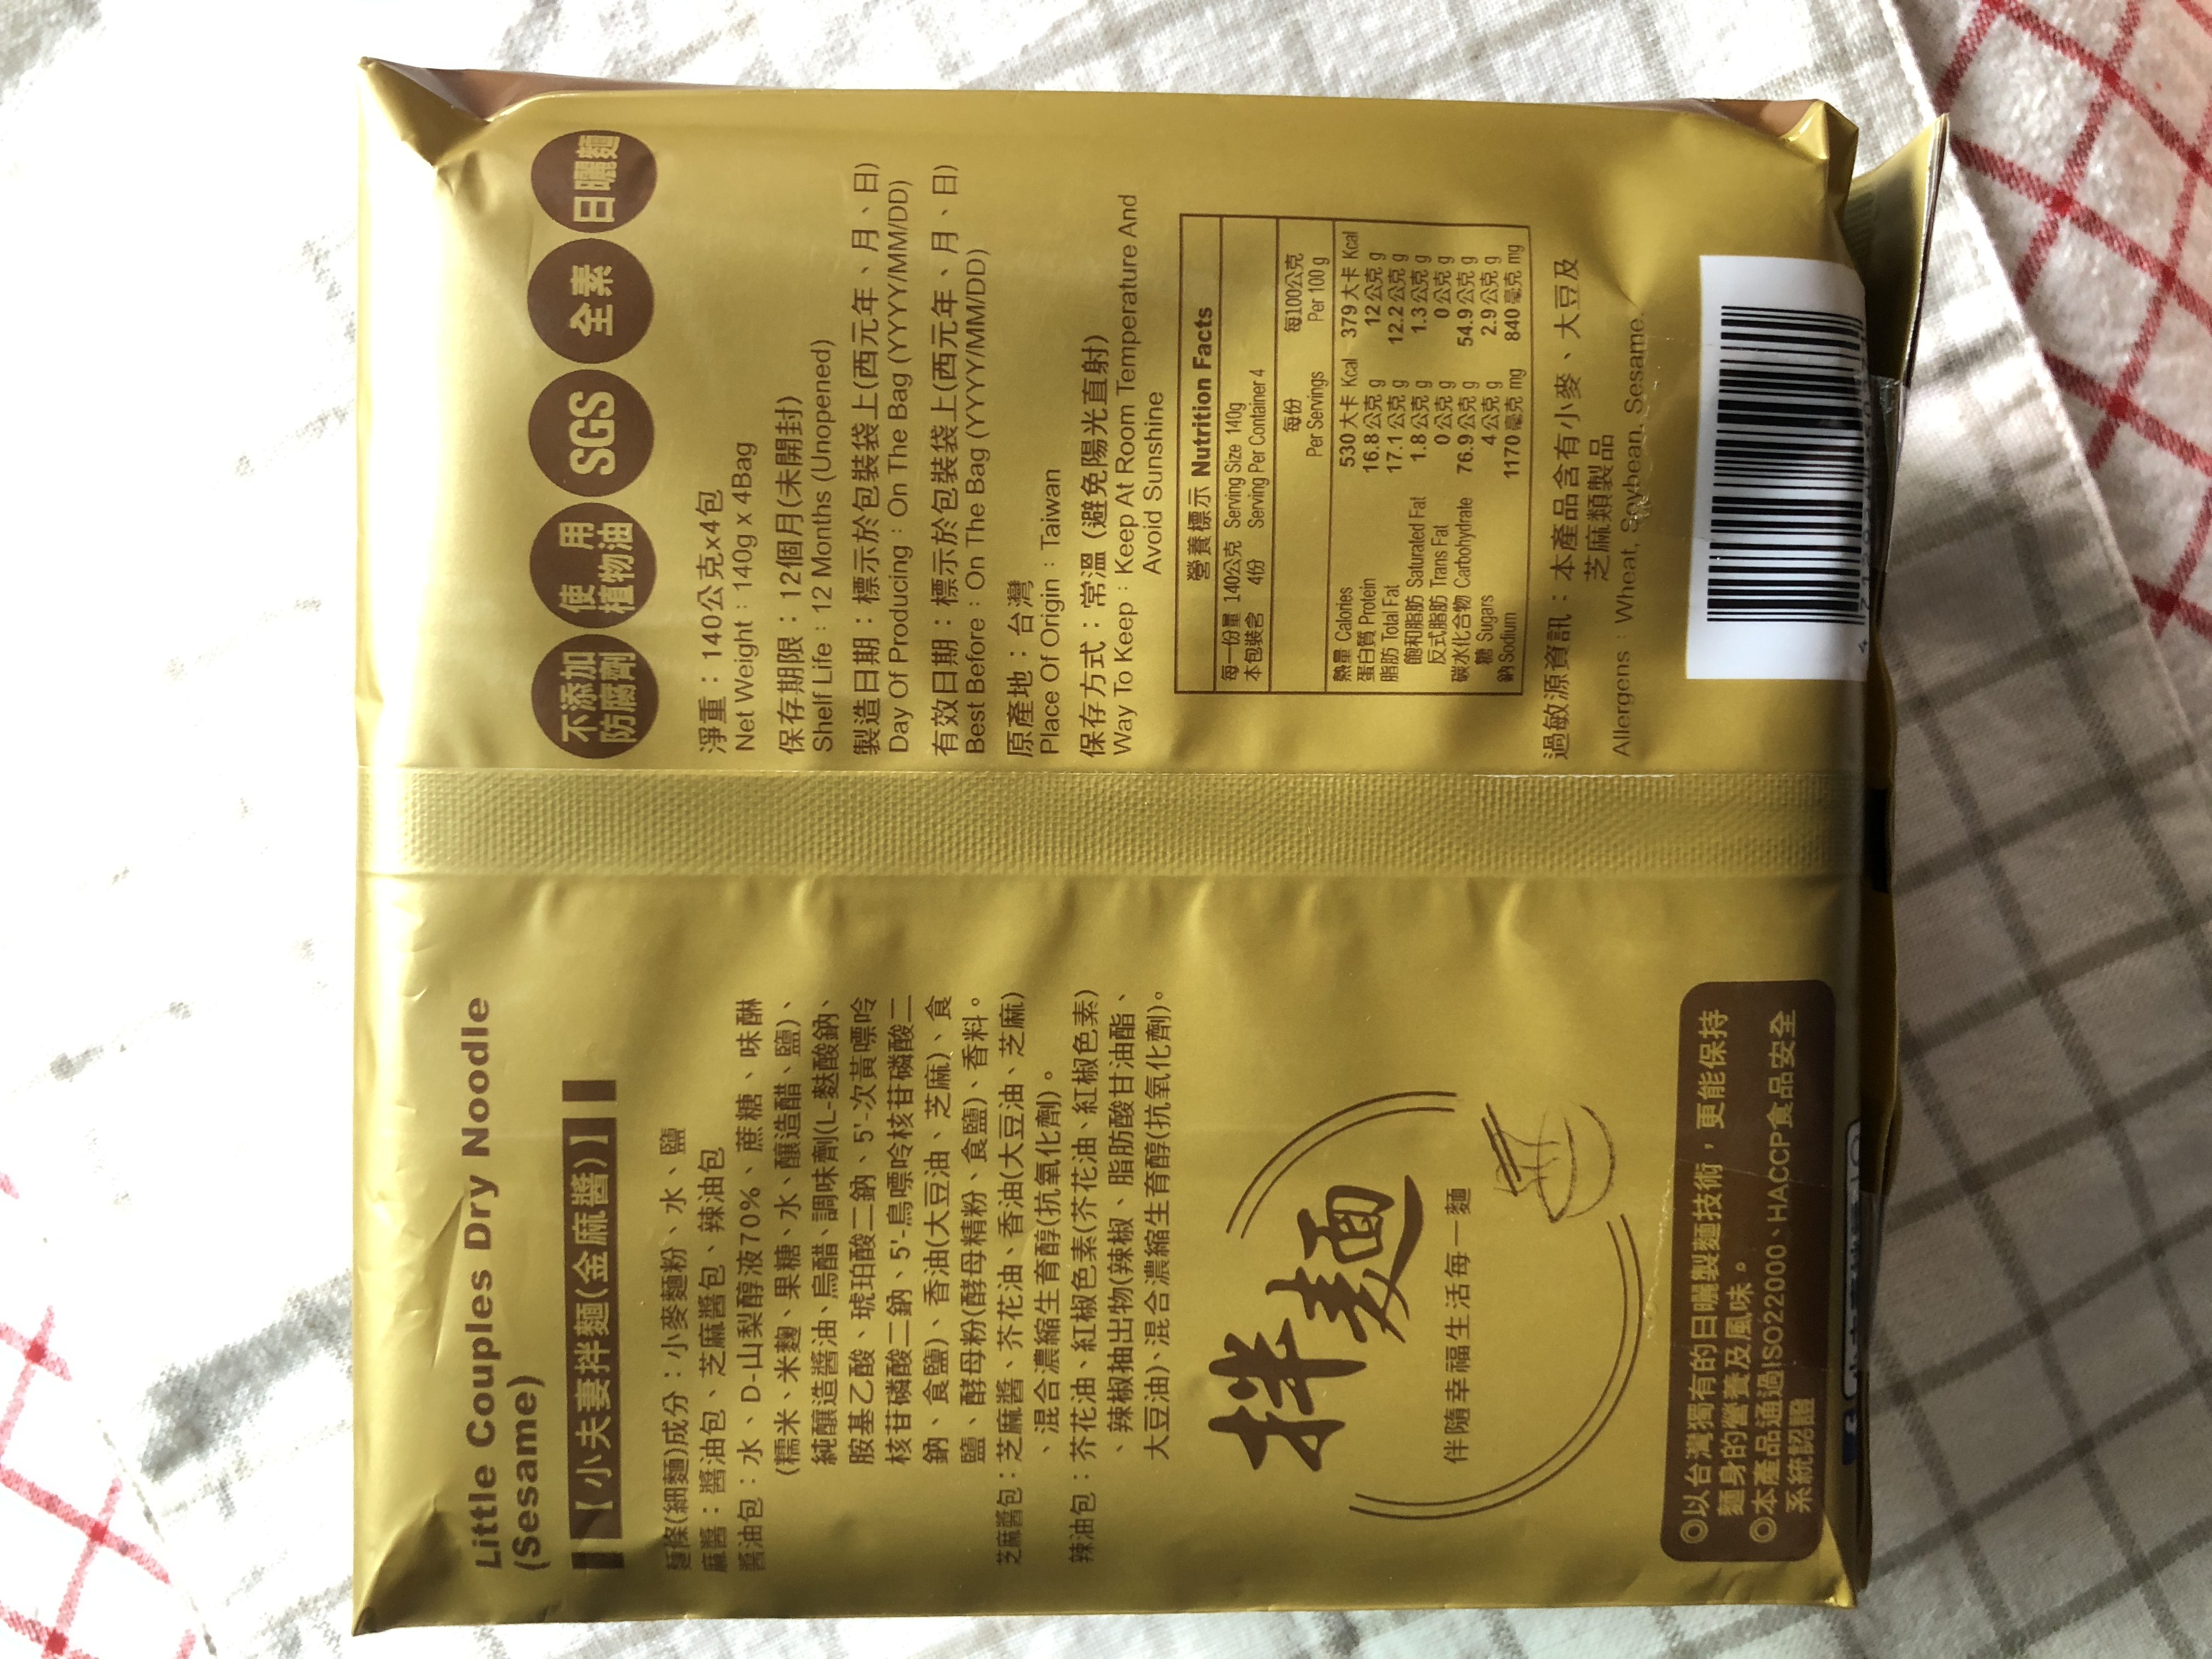 Little Couples Dry Noodle
(Sesame)
【小夫妻拌麵(金麻醬)】
麵條(細麵)成分：小麥麵粉、水、鹽
麻醬：醬油包、芝麻醬包、辣油包
醬油包：水、D-山梨醇液70%、蔗糖、味醂
(糯米、米麴、果糖、水、釀造醋、鹽)、
純釀造醬油、烏醋、調味劑(L-麩酸鈉、
胺基乙酸、琥珀酸二鈉、5'-次黃嘌呤
核苷磷酸二鈉、5'-鳥嘌呤核苷磷酸二
鈉、食鹽)、香油(大豆油、芝麻)、食
鹽、酵母粉(酵母精粉、食鹽)、香料。
芝麻醬包：芝麻醬、芥花油、香油(大豆油、芝麻)
、混合濃縮生育醇(抗氧化劑)。
辣油包：芥花油、紅椒色素(芥花油、紅椒色素)
、辣椒抽出物(辣椒、脂肪酸甘油酯、
大豆油)、混合濃縮生育醇(抗氧化劑)。
拌麵
伴隨幸福生活每一麵
◎以台灣獨有的日曬製麵技術，更能保持
麵身的營養及風味。
◎本產品通過ISO22000、HACCP食品安全
系統認證
不添加
防腐劑
使用
植物油
SGS
全素
日曬麵
淨重：140公克x4包
Net Weight：140g x 4Bag
保存期限：12個月(未開封)
Shelf Life：12 Months (Unopened)
製造日期：標示於包裝袋上(西元年、月、日)
Day Of Producing：On The Bag (YYYY/MM/DD)
有效日期：標示於包裝袋上(西元年、月、日)
Best Before：On The Bag (YYYY/MM/DD)
原產地：台灣
Place Of Origin：Taiwan
保存方式：常溫 (避免陽光直射)
Way To Keep：Keep At Room Temperature And
Avoid Sunshine
營養標示 Nutrition Facts
每一份量 140公克 Serving Size 140g
本包裝含 4份 Serving Per Container 4
每份 每100公克
Per Servings Per 100 g
熱量 Calories 530 大卡 Kcal 379 大卡 Kcal
蛋白質 Protein 16.8 公克 g 12 公克 g
脂肪 Total Fat 17.1 公克 g 12.2 公克 g
飽和脂肪 Saturated Fat 1.8 公克 g 1.3 公克 g
反式脂肪 Trans Fat 0 公克 g 0 公克 g
碳水化合物 Carbohydrate 76.9 公克 g 54.9 公克 g
糖 Sugars 4 公克 g 2.9 公克 g
鈉 Sodium 1170 毫克 mg 840 毫克 mg
過敏源資訊：本產品含有小麥、大豆及
芝麻類製品
Allergens：Wheat, Soybean, Sesame.